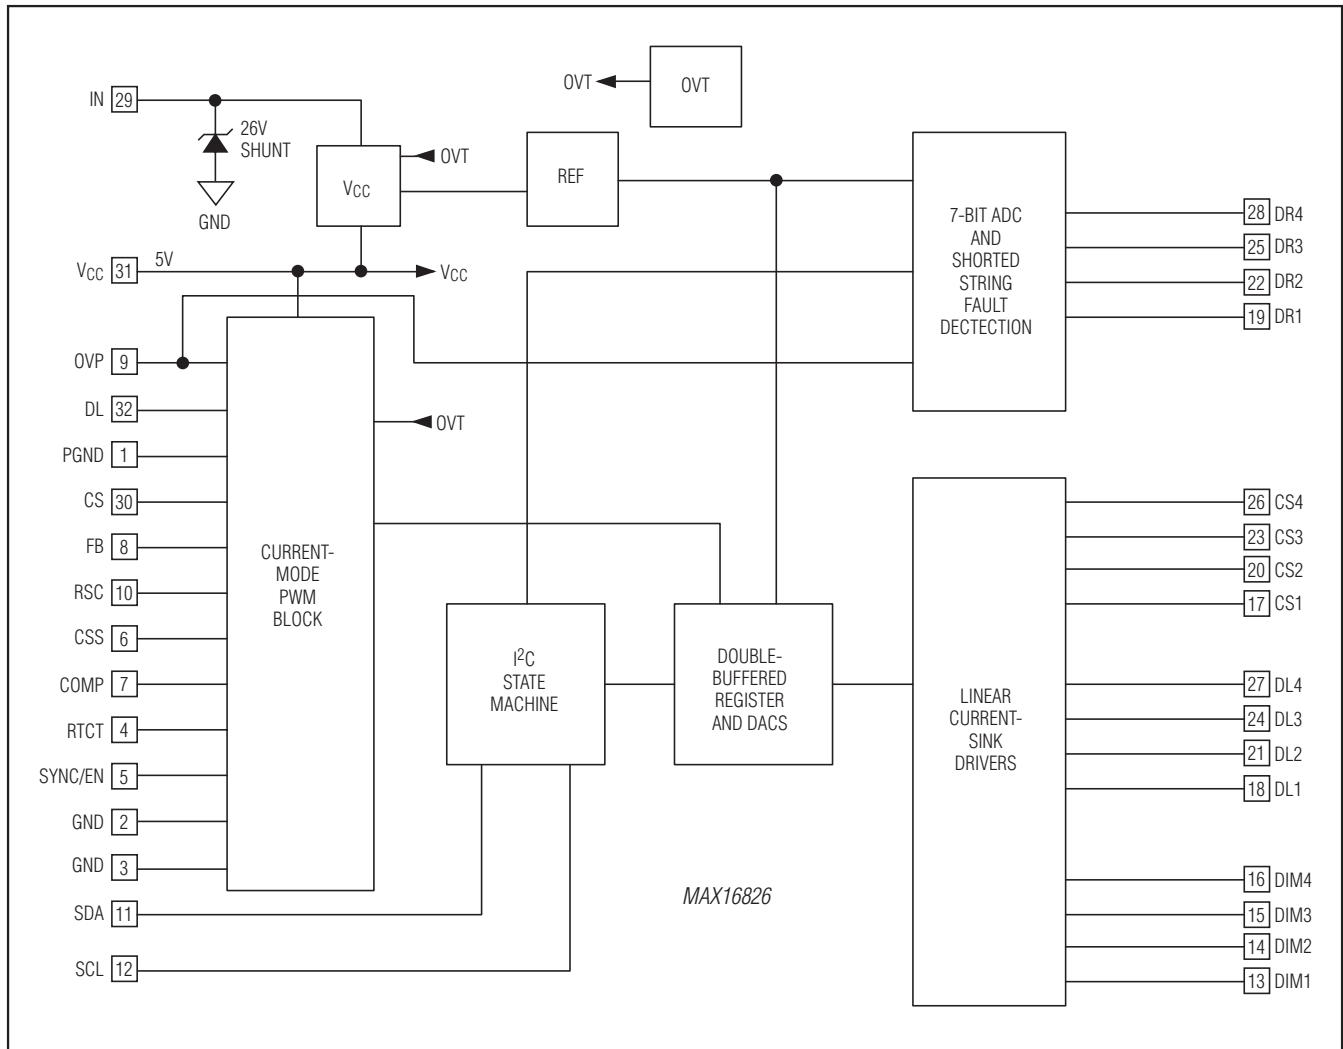 OVT
OVT
IN 29
26V
SHUNT
GND
VCC
OVT
REF
VCC 31
5V
VCC
7-BIT ADC
AND
SHORTED
STRING
FAULT
DECTECTION
28 DR4
25 DR3
22 DR2
19 DR1
OVP 9
DL 32
PGND 1
CS 30
FB 8
RSC 10
CSS 6
COMP 7
RTCT 4
SYNC/EN 5
GND 2
GND 3
SDA 11
SCL 12
OVT
CURRENT-
MODE
PWM
BLOCK
I2C
STATE
MACHINE
DOUBLE-
BUFFERED
REGISTER
AND DACS
LINEAR
CURRENT-
SINK
DRIVERS
26 CS4
23 CS3
20 CS2
17 CS1
27 DL4
24 DL3
21 DL2
18 DL1
16 DIM4
15 DIM3
14 DIM2
13 DIM1
MAX16826